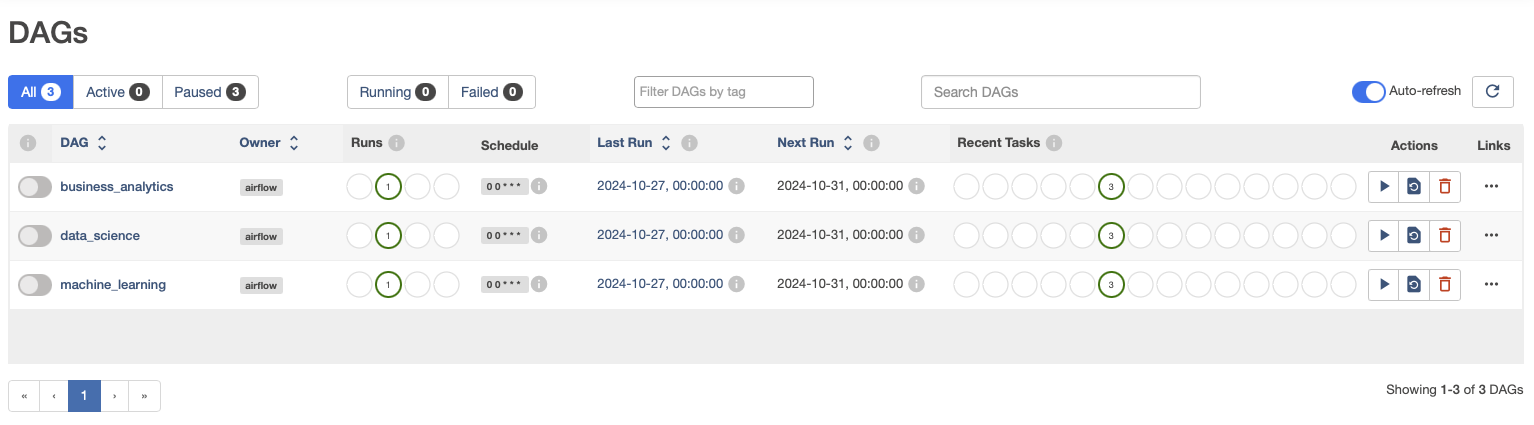 DAGs
All 3 Active 0 Paused 3 Running 0 Failed 0 Filter DAGs by tag Search DAGs Auto-refresh
DAG Owner Runs Schedule Last Run Next Run Recent Tasks Actions Links
business_analytics airflow 1 0 0 * * * 2024-10-27, 00:00:00 2024-10-31, 00:00:00 3
data_science airflow 1 0 0 * * * 2024-10-27, 00:00:00 2024-10-31, 00:00:00 3
machine_learning airflow 1 0 0 * * * 2024-10-27, 00:00:00 2024-10-31, 00:00:00 3
« ‹ 1 › » Showing 1-3 of 3 DAGs